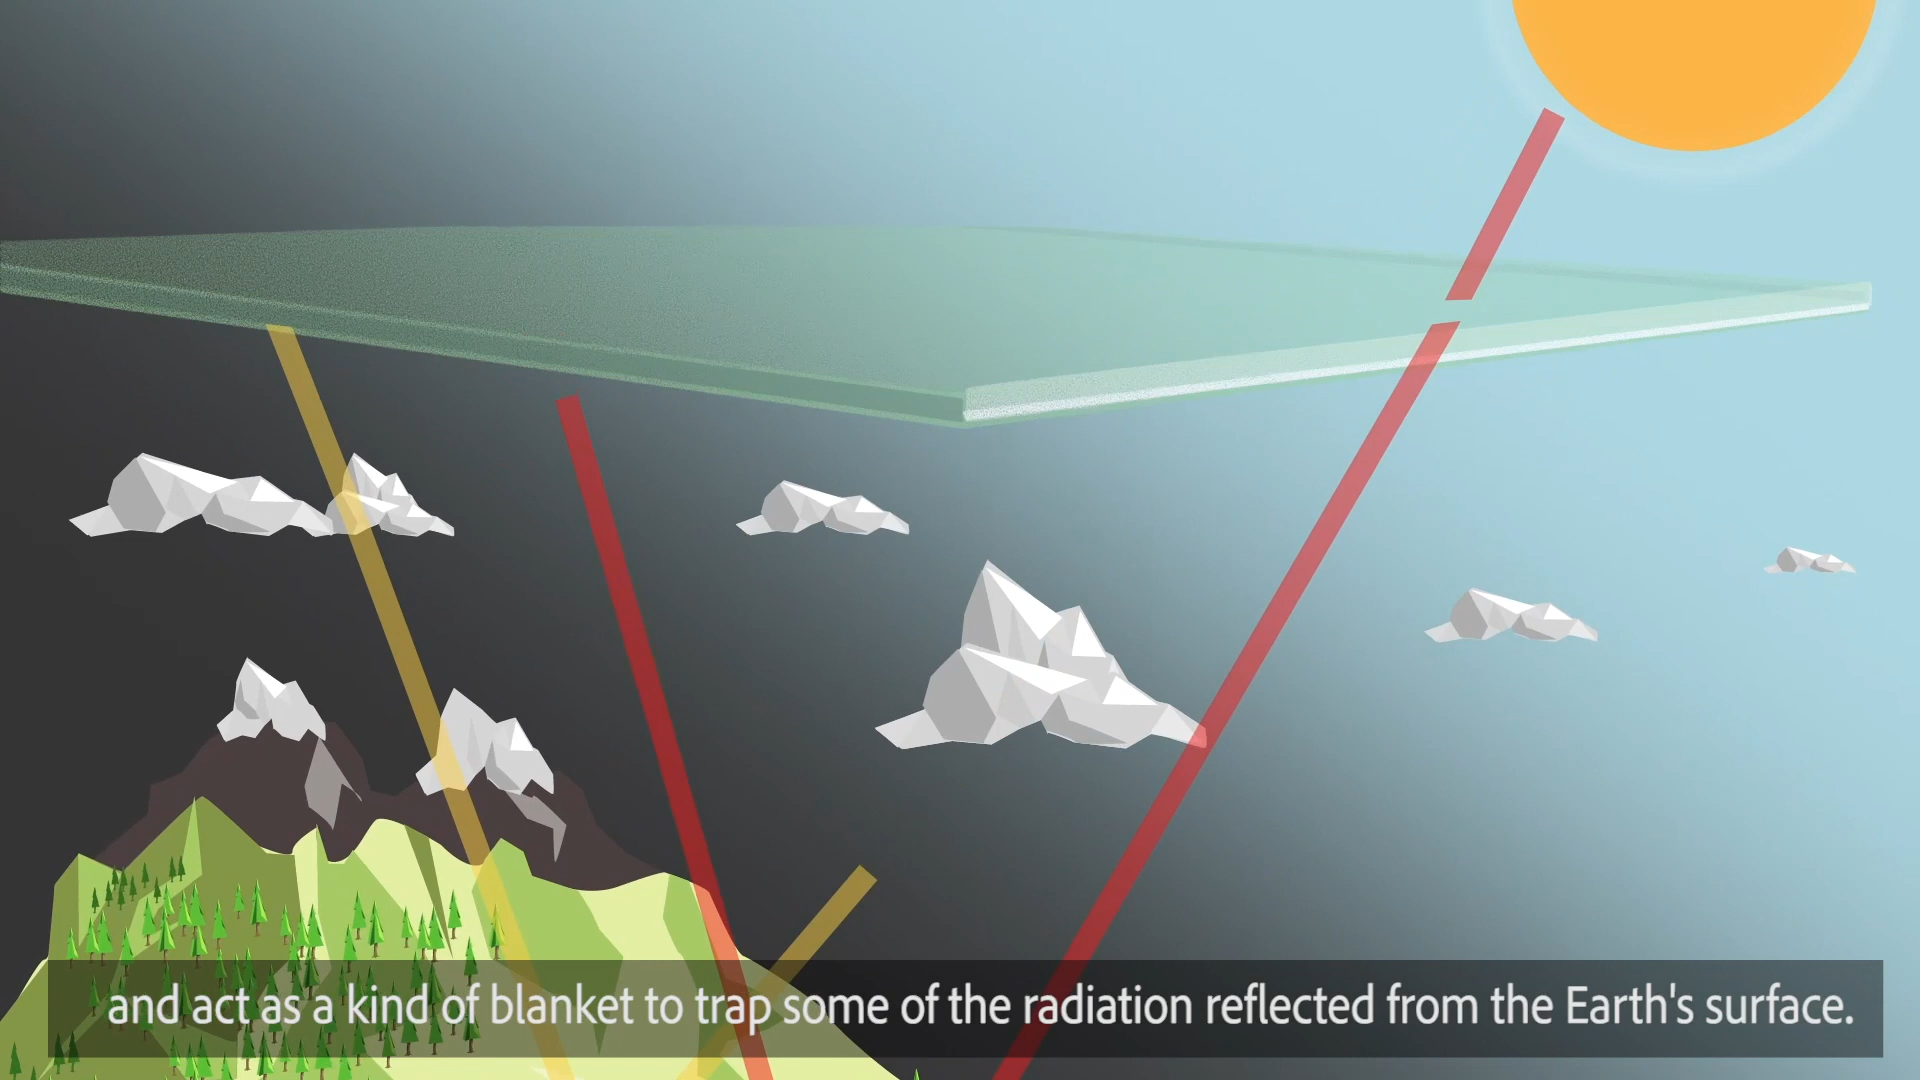 and act as a kind of blanket to trap some of the radiation reflected from the Earth's surface.